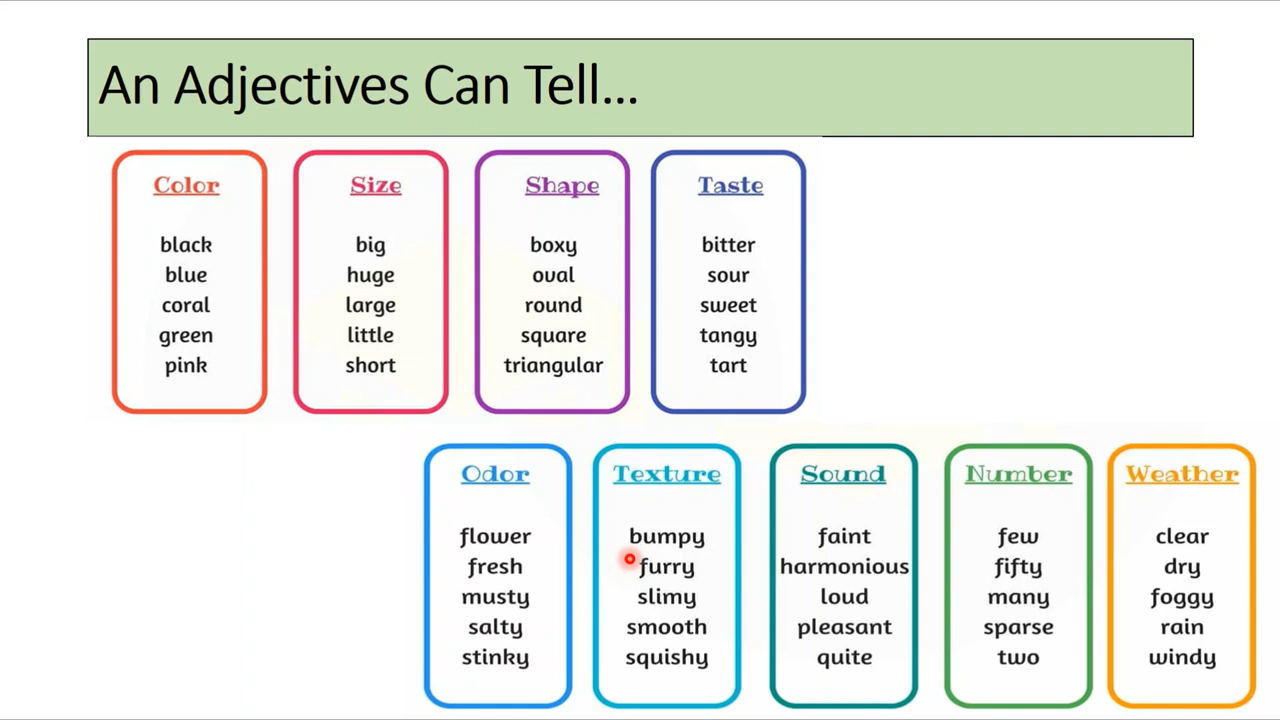 An Adjectives Can Tell...
Color
black
blue
coral
green
pink
Size
big
huge
large
little
short
Shape
boxy
oval
round
square
triangular
Taste
bitter
sour
sweet
tangy
tart
Odor
flower
fresh
musty
salty
stinky
Texture
bumpy
furry
slimy
smooth
squishy
Sound
faint
harmonious
loud
pleasant
quite
Number
few
fifty
many
sparse
two
Weather
clear
dry
foggy
rain
windy